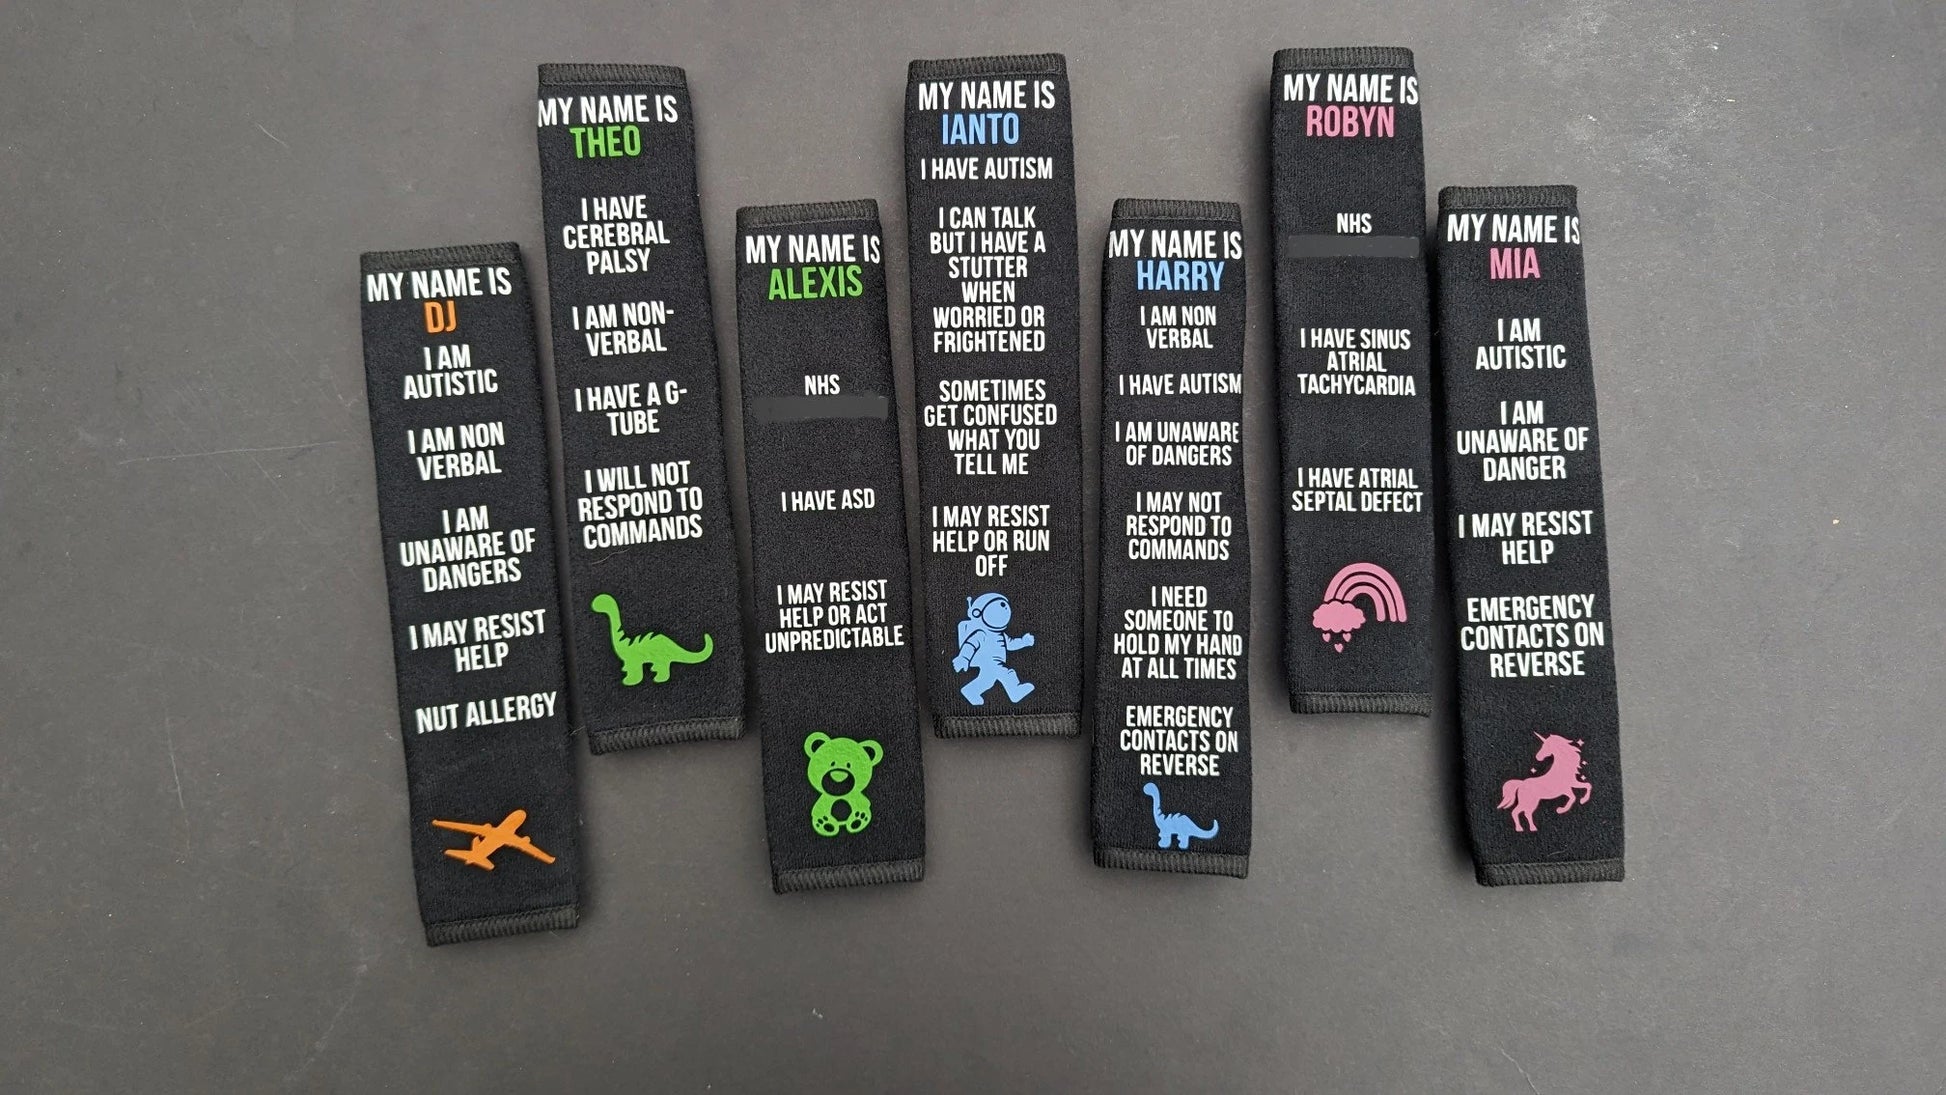 MY NAME IS
DJ
I AM
AUTISTIC
I AM NON
VERBAL
I AM
UNAWARE OF
DANGERS
I MAY RESIST
HELP
NUT ALLERGY
MY NAME IS
THEO
I HAVE
CEREBRAL
PALSY
I AM NON-
VERBAL
I HAVE A G-
TUBE
I WILL NOT
RESPOND TO
COMMANDS
MY NAME IS
ALEXIS
NHS
I HAVE ASD
I MAY RESIST
HELP OR ACT
UNPREDICTABLE
MY NAME IS
IANTO
I HAVE AUTISM
I CAN TALK
BUT I HAVE A
STUTTER
WHEN
WORRIED OR
FRIGHTENED
SOMETIMES
GET CONFUSED
WHAT YOU
TELL ME
I MAY RESIST
HELP OR RUN
OFF
MY NAME IS
HARRY
I AM NON
VERBAL
I HAVE AUTISM
I AM UNAWARE
OF DANGERS
I MAY NOT
RESPOND TO
COMMANDS
I NEED
SOMEONE TO
HOLD MY HAND
AT ALL TIMES
EMERGENCY
CONTACTS ON
REVERSE
MY NAME IS
ROBYN
NHS
I HAVE SINUS
ATRIAL
TACHYCARDIA
I HAVE ATRIAL
SEPTAL DEFECT
MY NAME IS
MIA
I AM
AUTISTIC
I AM
UNAWARE OF
DANGER
I MAY RESIST
HELP
EMERGENCY
CONTACTS ON
REVERSE